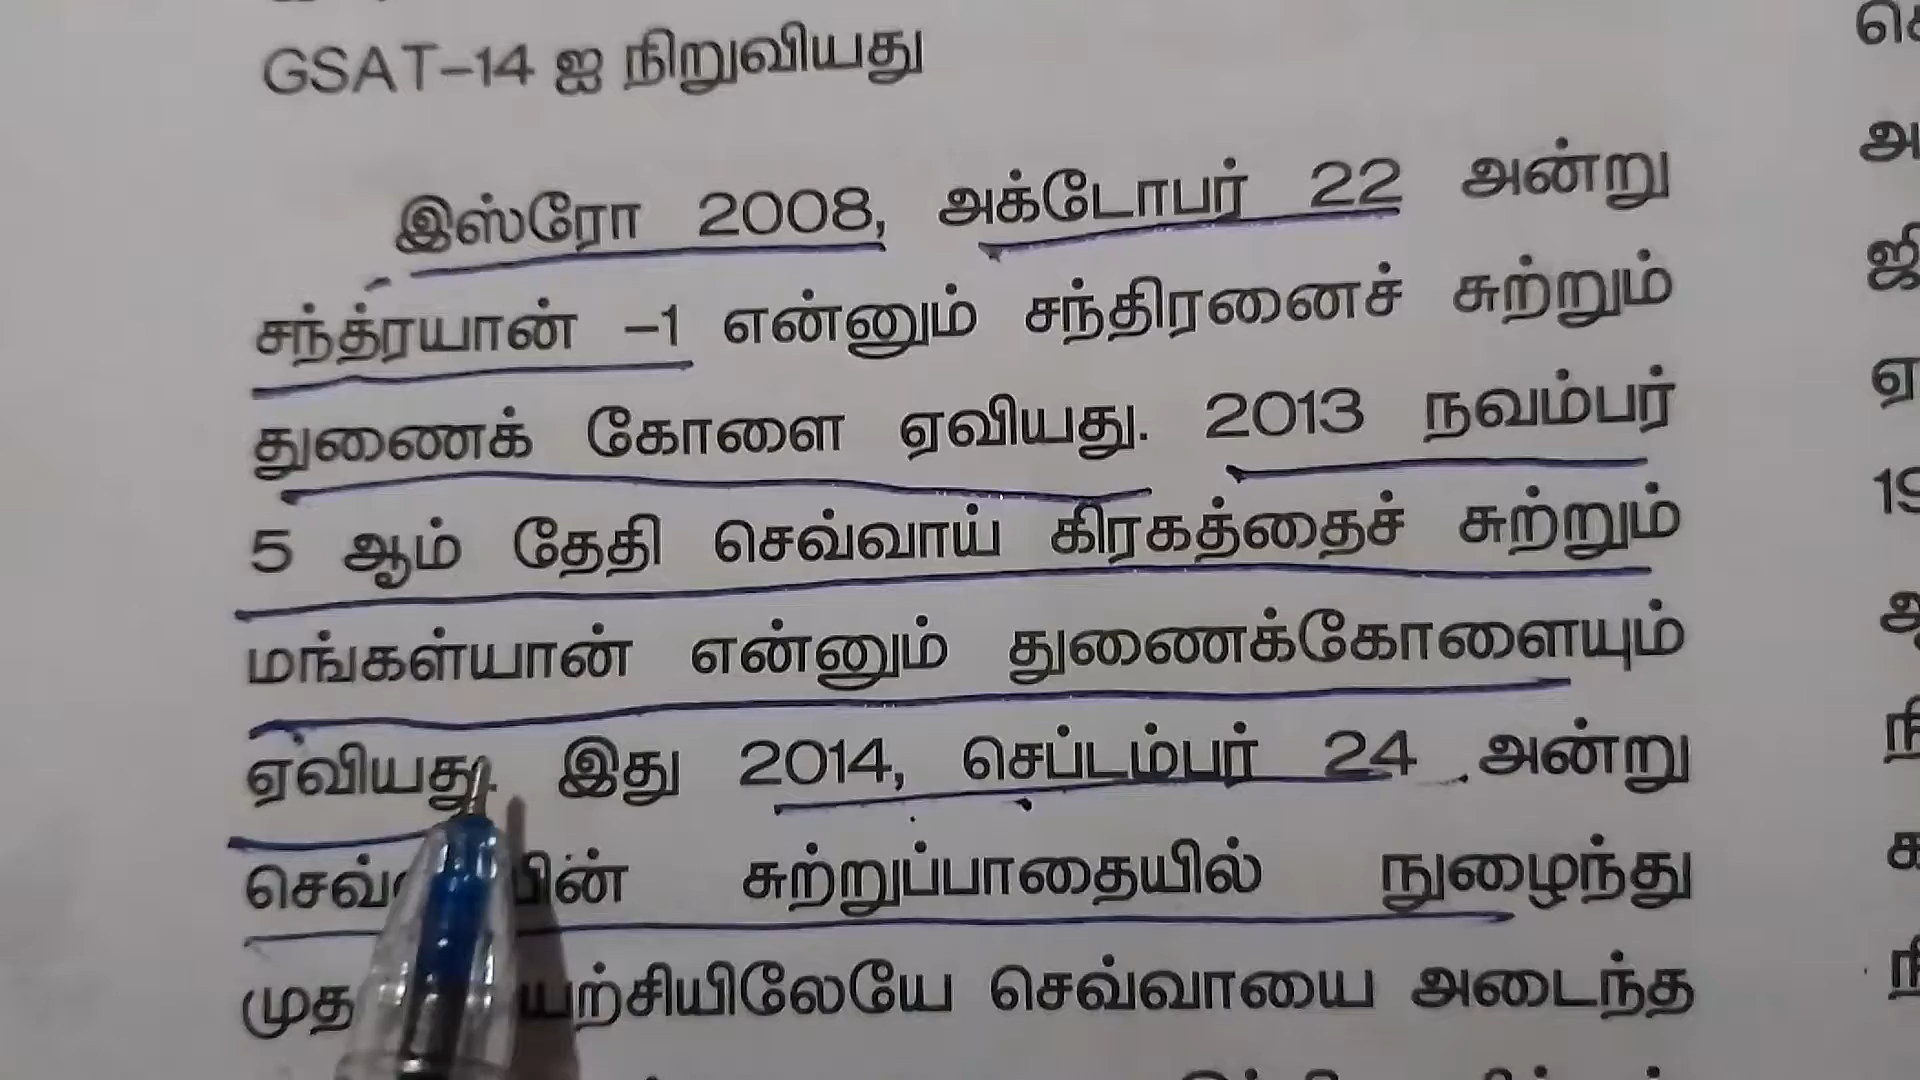 GSAT-14 ஐ நிறுவியது
இஸ்ரோ 2008, அக்டோபர் 22 அன்று
சந்த்ரயான் -1 என்னும் சந்திரனைச் சுற்றும்
துணைக் கோளை ஏவியது. 2013 நவம்பர்
5 ஆம் தேதி செவ்வாய் கிரகத்தைச் சுற்றும்
மங்கள்யான் என்னும் துணைக்கோளையும்
ஏவியது. இது 2014, செப்டம்பர் 24 அன்று
சுற்றுப்பாதையில் நுழைந்து
செவ்வாயை அடைந்த